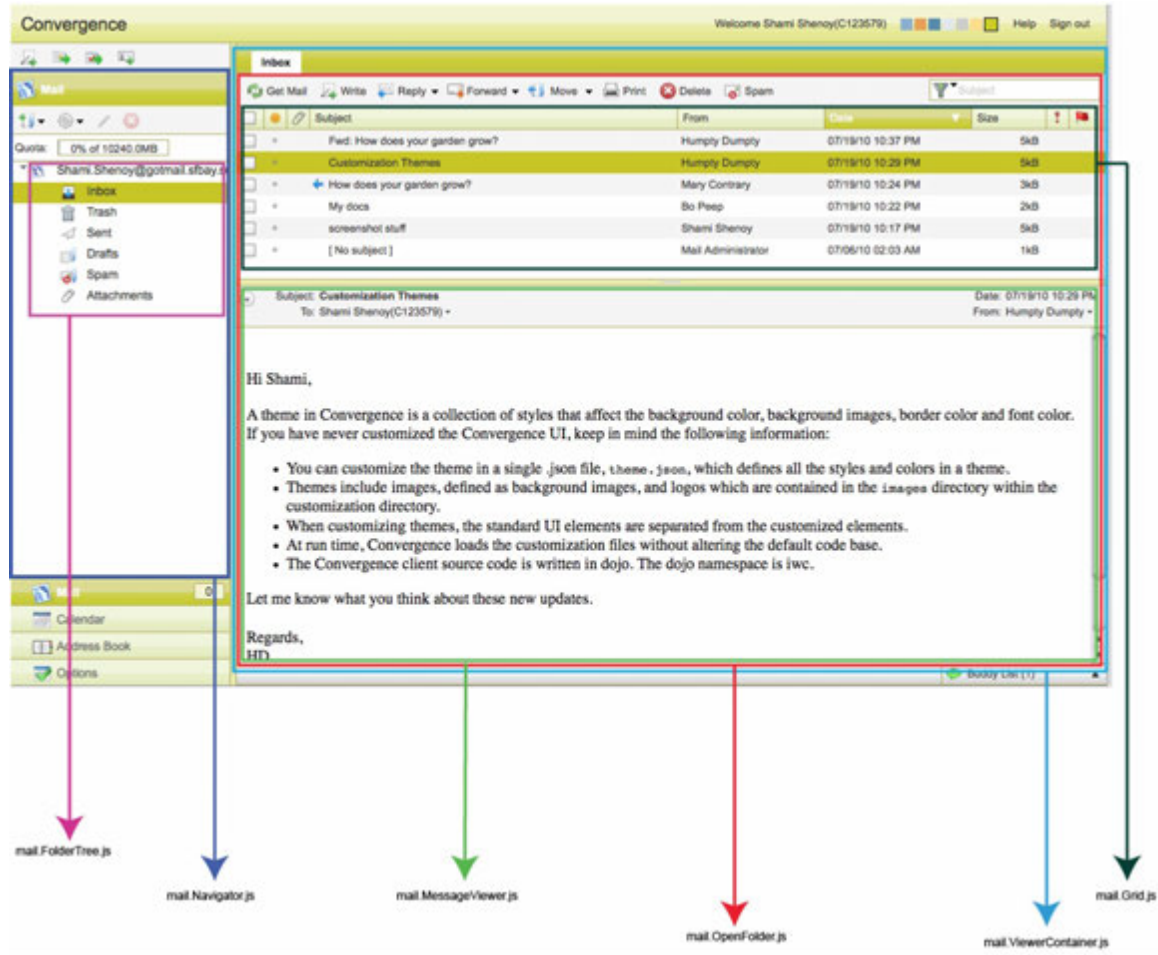 Convergence
Welcome Shami Shenoy(C123579) Help Sign out
Inbox
Mail
Get Mail Write Reply Forward Move Print Delete Spam Subject
Subject From Date Size
Quota: 0% of 10240.0MB
Fwd: How does your garden grow? Humpty Dumpty 07/19/10 10:37 PM 5kB
Shami.Shenoy@gotmail.sfbay.
Customization Themes Humpty Dumpty 07/19/10 10:29 PM 5kB
Inbox
How does your garden grow? Mary Contrary 07/19/10 10:24 PM 3kB
Trash
My docs Bo Peep 07/19/10 10:22 PM 2kB
Sent
screenshot stuff Shami Shenoy 07/19/10 10:17 PM 5kB
Drafts
[ No subject ] Mail Administrator 07/06/10 02:03 AM 1kB
Spam
Attachments
Subject: Customization Themes Date: 07/19/10 10:29 PM
To: Shami Shenoy(C123579) From: Humpty Dumpty
Hi Shami,
A theme in Convergence is a collection of styles that affect the background color, background images, border color and font color.
If you have never customized the Convergence UI, keep in mind the following information:
• You can customize the theme in a single .json file, theme.json, which defines all the styles and colors in a theme.
• Themes include images, defined as background images, and logos which are contained in the images directory within the
customization directory.
• When customizing themes, the standard UI elements are separated from the customized elements.
• At run time, Convergence loads the customization files without altering the default code base.
• The Convergence client source code is written in dojo. The dojo namespace is iwc.
Let me know what you think about these new updates.
Regards,
HD
Mail 0
Calendar
Address Book
Options
Buddy List (1)
mail.FolderTree.js
mail.Navigator.js
mail.MessageViewer.js
mail.Grid.js
mail.OpenFolder.js
mail.ViewerContainer.js